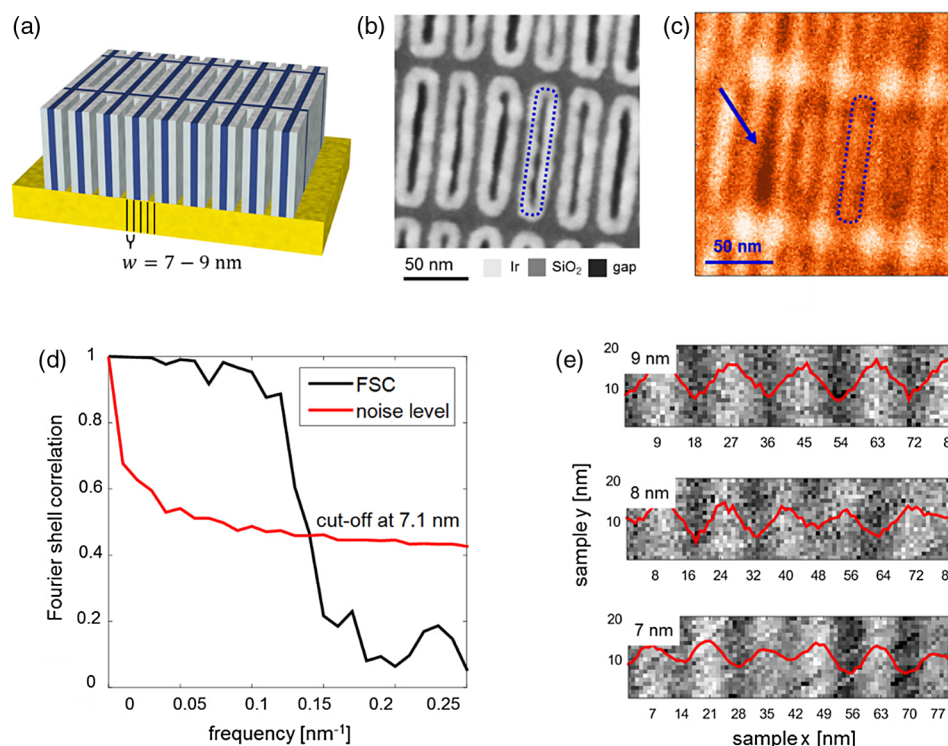 (a)
w = 7 − 9 nm
(b)
50 nm
Ir
SiO₂
gap
(c)
50 nm
(d)
1
0.8
0.6
0.4
0.2
0
FSC
noise level
cut-off at 7.1 nm
0 0.05 0.1 0.15 0.2 0.25
Fourier shell correlation
frequency [nm⁻¹]
(e)
20
10
9 nm
9 18 27 36 45 54 63 72 8
20
10
8 nm
8 16 24 32 40 48 56 64 72 8
20
10
7 nm
7 14 21 28 35 42 49 56 63 70 77
sample y [nm]
sample x [nm]